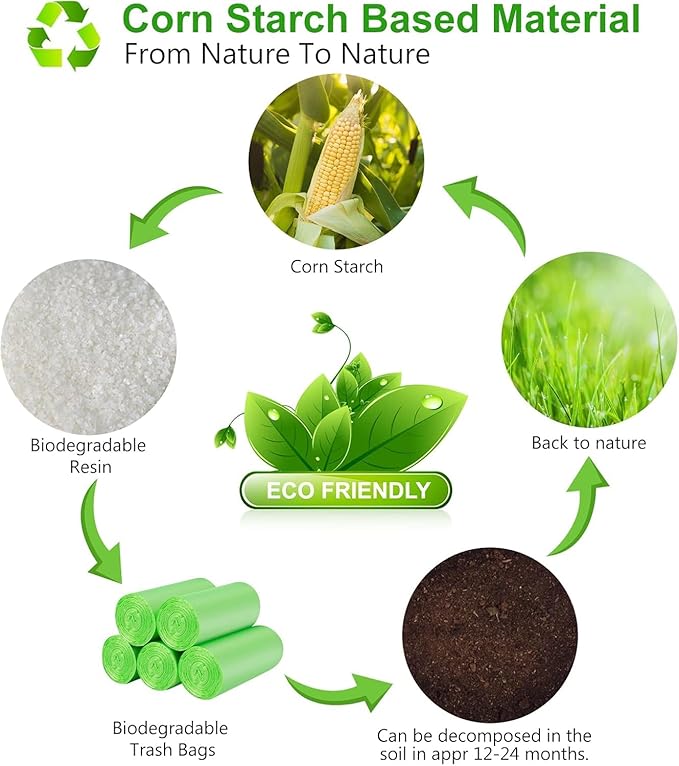 Corn Starch Based Material
From Nature To Nature
Corn Starch
Biodegradable
Resin
Back to nature
ECO FRIENDLY
Biodegradable
Trash Bags
Can be decomposed in the
soil in appr 12-24 months.